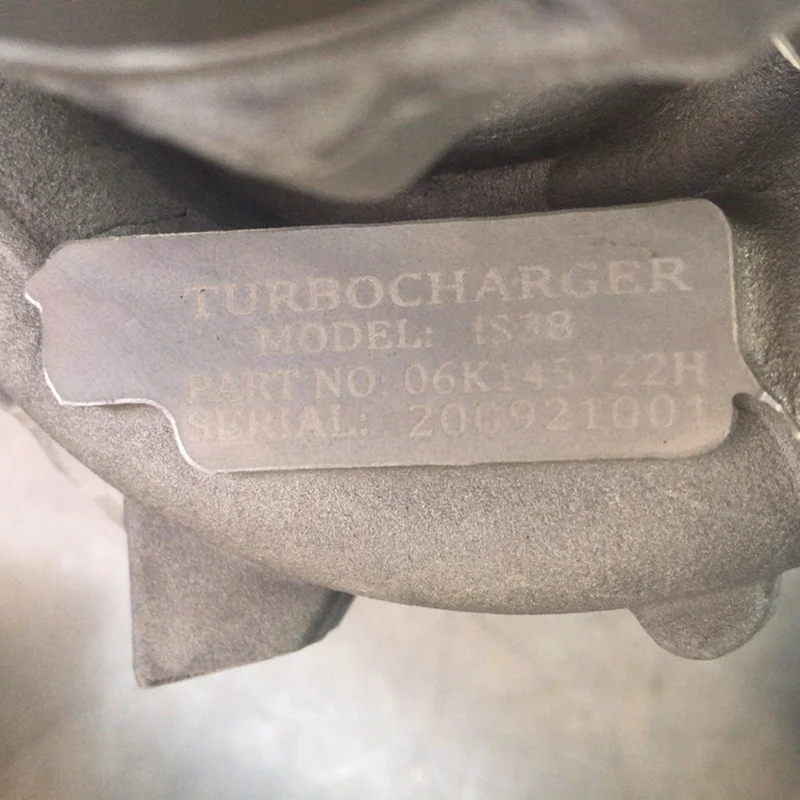 TURBOCHARGER
MODEL: IS38
PART NO. 06K145722H
SERIAL: 200921001